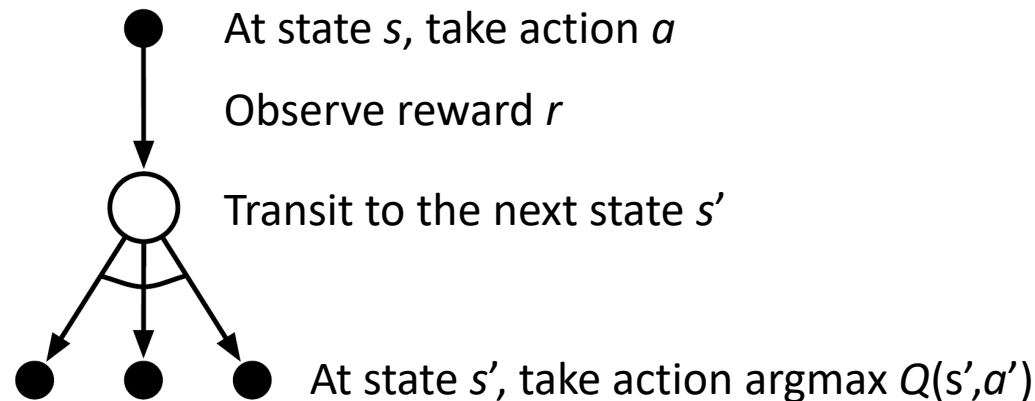 At state s, take action a
Observe reward r
Transit to the next state s’
At state s’, take action argmax Q(s’,a’)